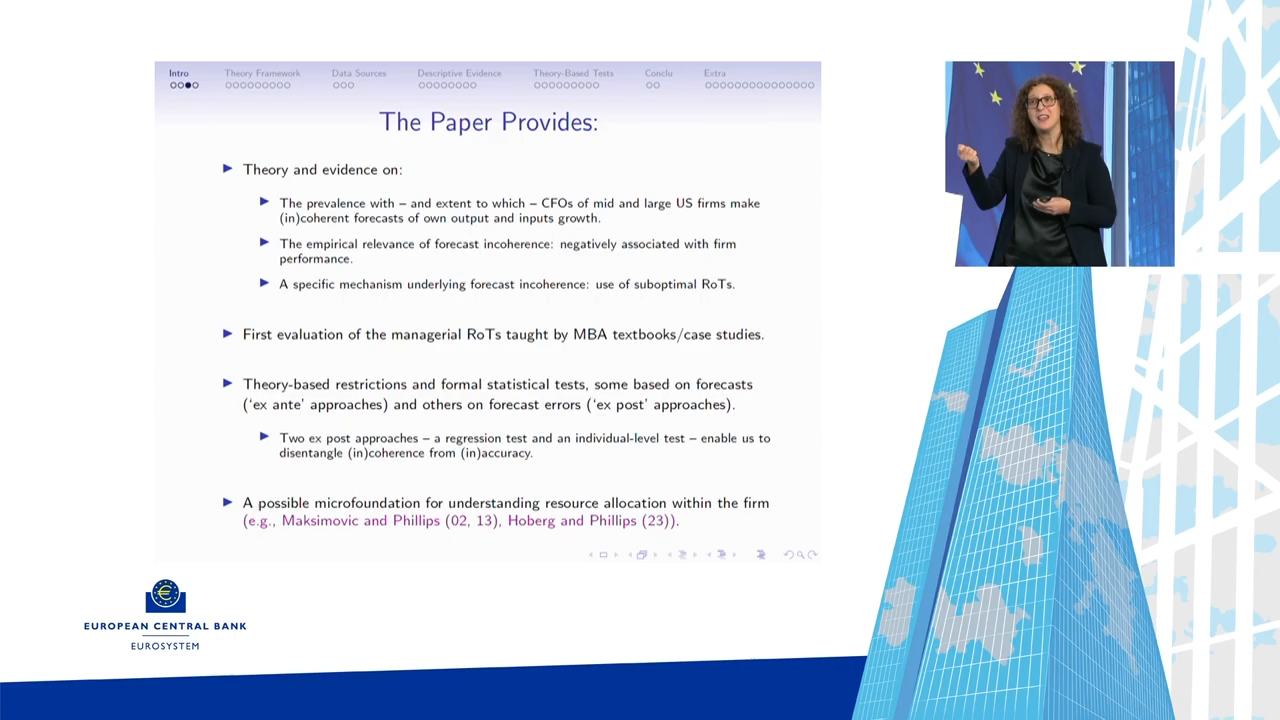 Intro Theory Framework Data Sources Descriptive Evidence Theory-Based Tests Conclu Extra
The Paper Provides:
Theory and evidence on:
The prevalence with – and extent to which – CFOs of mid and large US firms make
(in)coherent forecasts of own output and inputs growth.
The empirical relevance of forecast incoherence: negatively associated with firm
performance.
A specific mechanism underlying forecast incoherence: use of suboptimal RoTs.
First evaluation of the managerial RoTs taught by MBA textbooks/case studies.
Theory-based restrictions and formal statistical tests, some based on forecasts
(‘ex ante’ approaches) and others on forecast errors (‘ex post’ approaches).
Two ex post approaches – a regression test and an individual-level test – enable us to
disentangle (in)coherence from (in)accuracy.
A possible microfoundation for understanding resource allocation within the firm
(e.g., Maksimovic and Phillips (02, 13), Hoberg and Phillips (23)).
EUROPEAN CENTRAL BANK
EUROSYSTEM